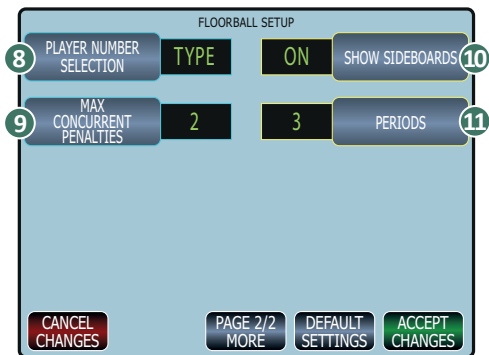 FLOORBALL SETUP
8 PLAYER NUMBER SELECTION TYPE ON SHOW SIDEBOARDS 10
9 MAX CONCURRENT PENALTIES 2 3 PERIODS 11
CANCEL CHANGES PAGE 2/2 MORE DEFAULT SETTINGS ACCEPT CHANGES